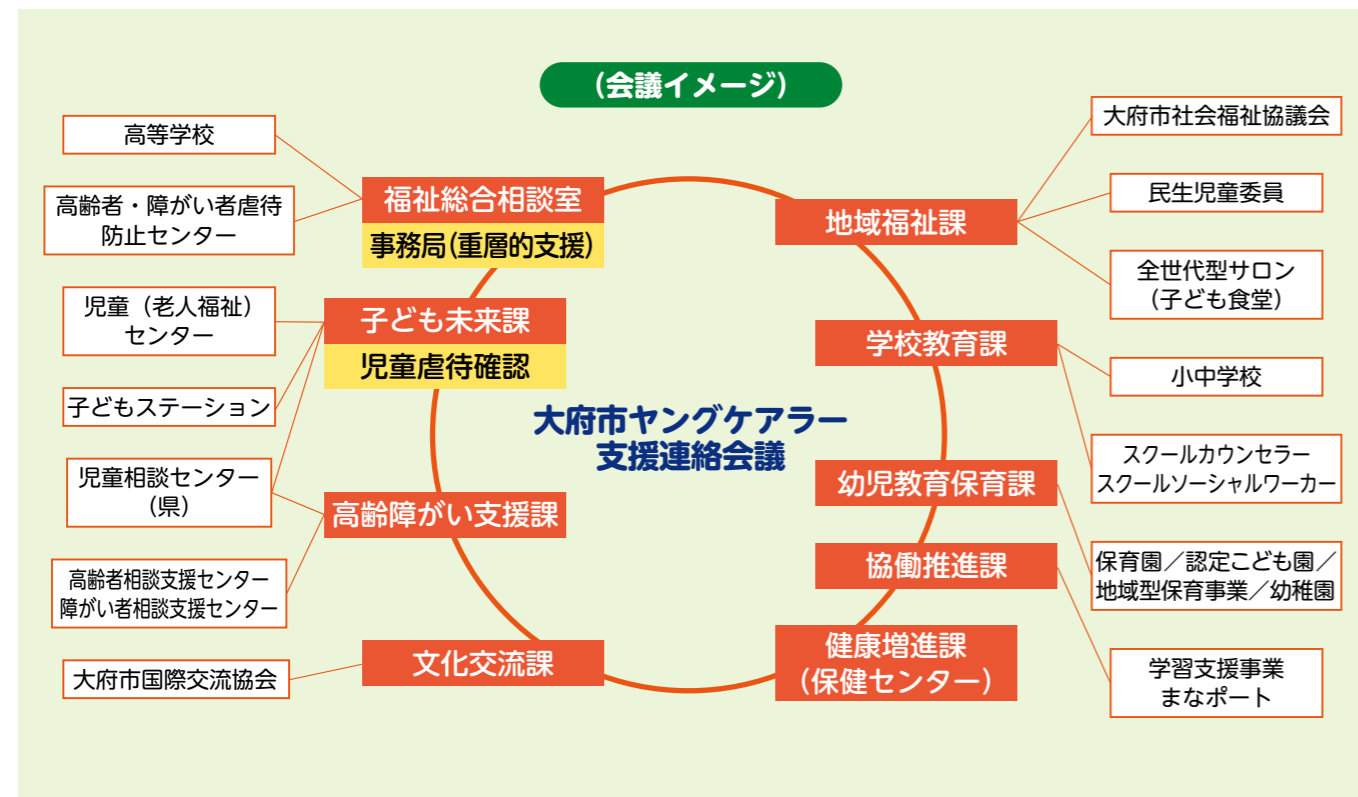 (会議イメージ)
高等学校
高齢者・障がい者虐待
防止センター
児童（老人福祉）
センター
子どもステーション
児童相談センター
(県)
高齢者相談支援センター
障がい者相談支援センター
大府市国際交流協会
福祉総合相談室
事務局(重層的支援)
子ども未来課
児童虐待確認
高齢障がい支援課
文化交流課
大府市ヤングケアラー
支援連絡会議
地域福祉課
学校教育課
幼児教育保育課
協働推進課
健康増進課
（保健センター）
大府市社会福祉協議会
民生児童委員
全世代型サロン
（子ども食堂）
小中学校
スクールカウンセラー
スクールソーシャルワーカー
保育園／認定こども園／
地域型保育事業／幼稚園
学習支援事業
まなポート